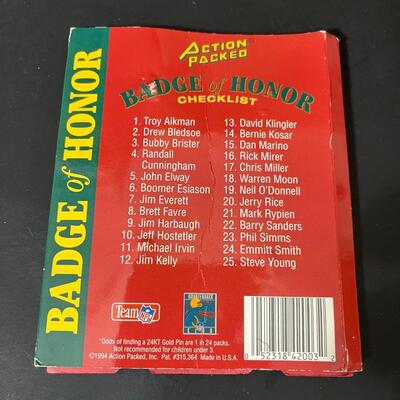 BADGE of HONOR
ACTION
PACKED
BADGE OF HONOR
CHECKLIST
1. Troy Aikman
2. Drew Bledsoe
3. Bubby Brister
4. Randall
Cunningham
5. John Elway
6. Boomer Esiason
7. Jim Everett
8. Brett Favre
9. Jim Harbaugh
10. Jeff Hostetler
11. Michael Irvin
12. Jim Kelly
13. David Klingler
14. Bernie Kosar
15. Dan Marino
16. Rick Mirer
17. Chris Miller
18. Warren Moon
19. Neil O'Donnell
20. Jerry Rice
21. Mark Rypien
22. Barry Sanders
23. Phil Simms
24. Emmitt Smith
25. Steve Young
Team NFL
QUARTERBACK
CLUB
*Odds of finding a 24KT Gold Pin are 1 in 24 packs.
Not recommended for children under 3.
©1994 Action Packed, Inc. Pat. #315,364 Made in U.S.A.
0 52318 42003 2